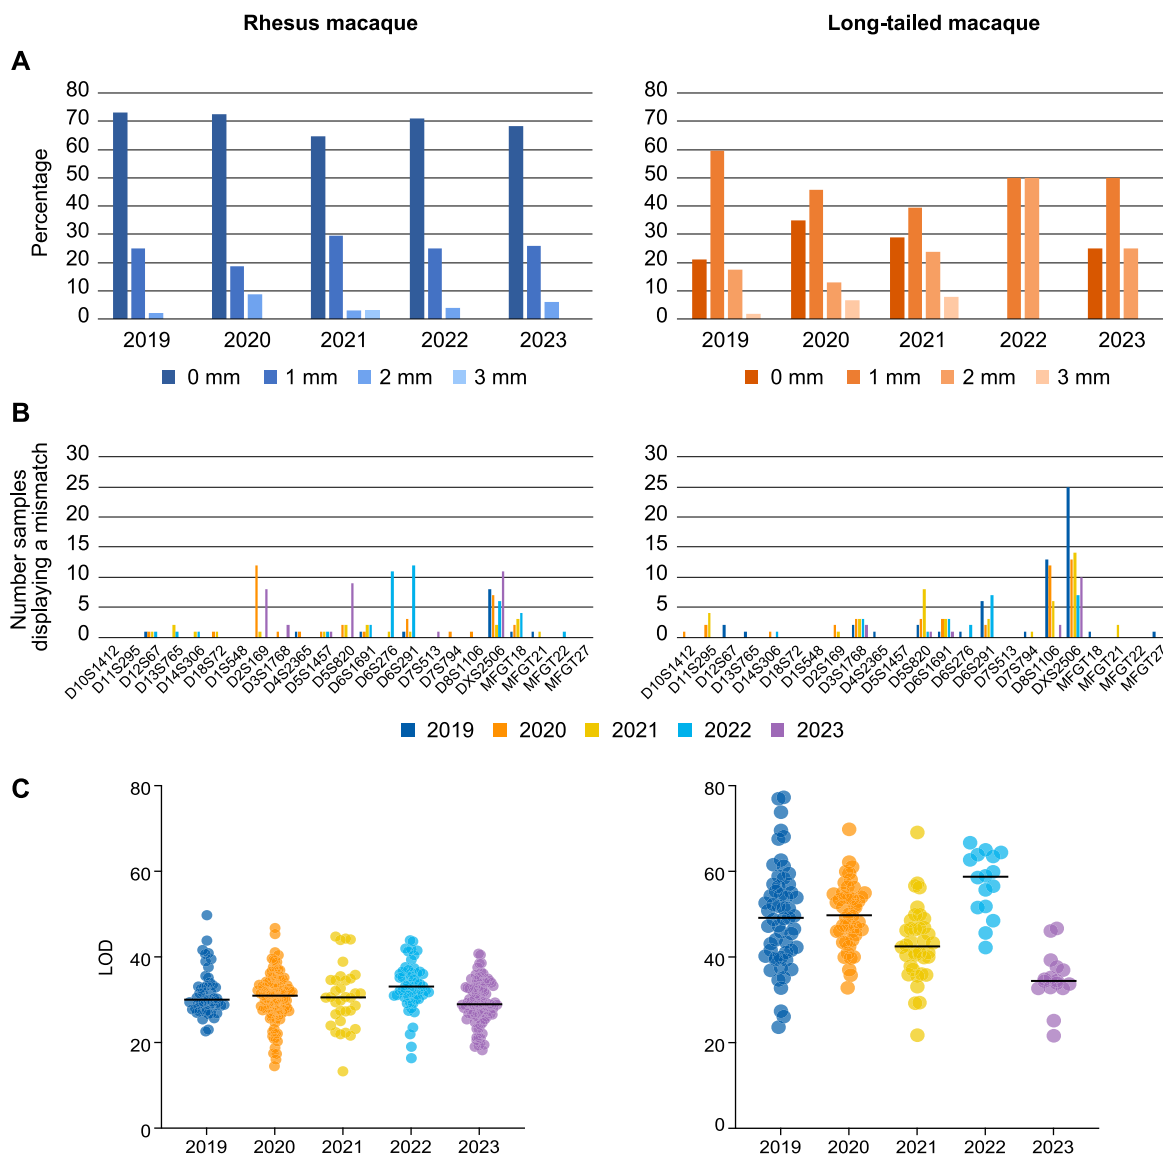 Rhesus macaque
Long-tailed macaque
A
Percentage
80
70
60
50
40
30
20
10
0
2019 2020 2021 2022 2023
0 mm 1 mm 2 mm 3 mm
80
70
60
50
40
30
20
10
0
2019 2020 2021 2022 2023
0 mm 1 mm 2 mm 3 mm
B
Number samples
displaying a mismatch
30
25
20
15
10
5
0
D10S1412
D11S295
D12S67
D13S765
D14S306
D18S72
D1S548
D2S169
D3S1768
D4S2365
D5S1457
D5S820
D6S1691
D6S276
D6S291
D7S513
D7S794
D8S1106
DXS2506
MFGT18
MFGT21
MFGT22
MFGT27
30
25
20
15
10
5
0
D10S1412
D11S295
D12S67
D13S765
D14S306
D18S72
D1S548
D2S169
D3S1768
D4S2365
D5S1457
D5S820
D6S1691
D6S276
D6S291
D7S513
D7S794
D8S1106
DXS2506
MFGT18
MFGT21
MFGT22
MFGT27
2019 2020 2021 2022 2023
C
LOD
80
60
40
20
0
2019 2020 2021 2022 2023
80
60
40
20
0
2019 2020 2021 2022 2023